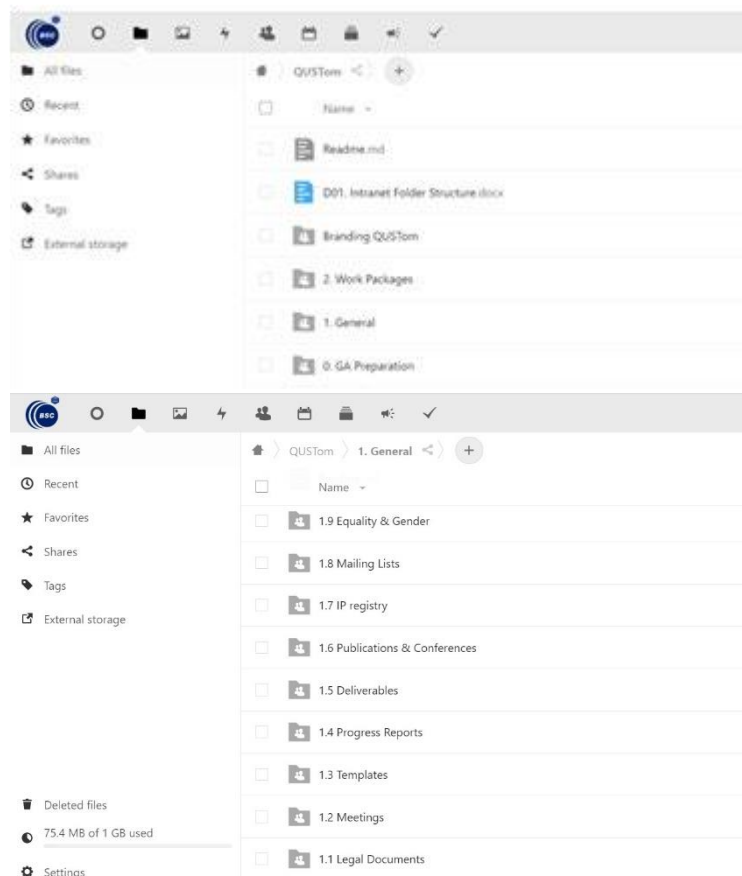 BSC
All files
Recent
Favorites
Shares
Tags
External storage
QUSTom
+
Name
Readme.md
D01. Intranet Folder Structure.docx
Branding QUSTom
2. Work Packages
1. General
0. GA Preparation
BSC
All files
Recent
Favorites
Shares
Tags
External storage
Deleted files
75.4 MB of 1 GB used
Settings
QUSTom 1. General
+
Name
1.9 Equality & Gender
1.8 Mailing Lists
1.7 IP registry
1.6 Publications & Conferences
1.5 Deliverables
1.4 Progress Reports
1.3 Templates
1.2 Meetings
1.1 Legal Documents